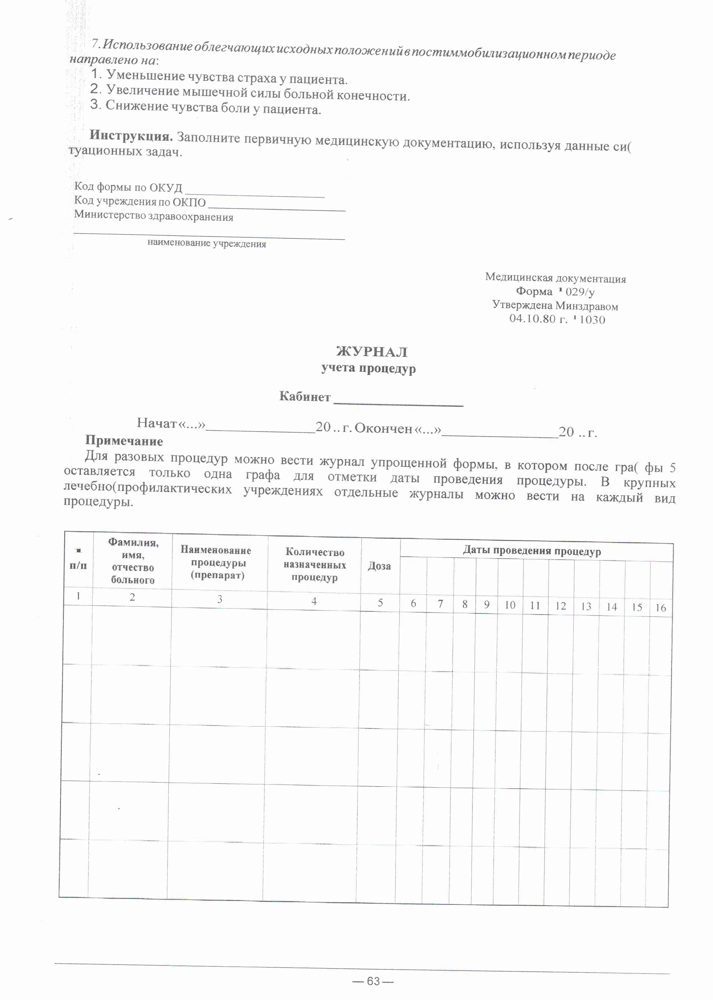 7. Использование облегчающих исходных положений в постиммобилизационном периоде
направлено на:
1. Уменьшение чувства страха у пациента.
2. Увеличение мышечной силы больной конечности.
3. Снижение чувства боли у пациента.
Инструкция. Заполните первичную медицинскую документацию, используя данные си(
туационных задач.
Код формы по ОКУД
Код учреждения по ОКПО
Министерство здравоохранения
наименование учреждения
Медицинская документация
Форма ¹ 029/у
Утверждена Минздравом
04.10.80 г. ¹ 1030
ЖУРНАЛ
учета процедур
Кабинет
Начат «...» 20 .. г. Окончен «...» 20 .. г.
Примечание
Для разовых процедур можно вести журнал упрощенной формы, в котором после гра( фы 5
оставляется только одна графа для отметки даты проведения процедуры. В крупных
лечебно(профилактических учреждениях отдельные журналы можно вести на каждый вид
процедуры.
▪ п/п
Фамилия,
имя,
отчество
больного
Наименование
процедуры
(препарат)
Количество
назначенных
процедур
Доза
Даты проведения процедур
1 2 3 4 5 6 7 8 9 10 11 12 13 14 15 16
— 63 —